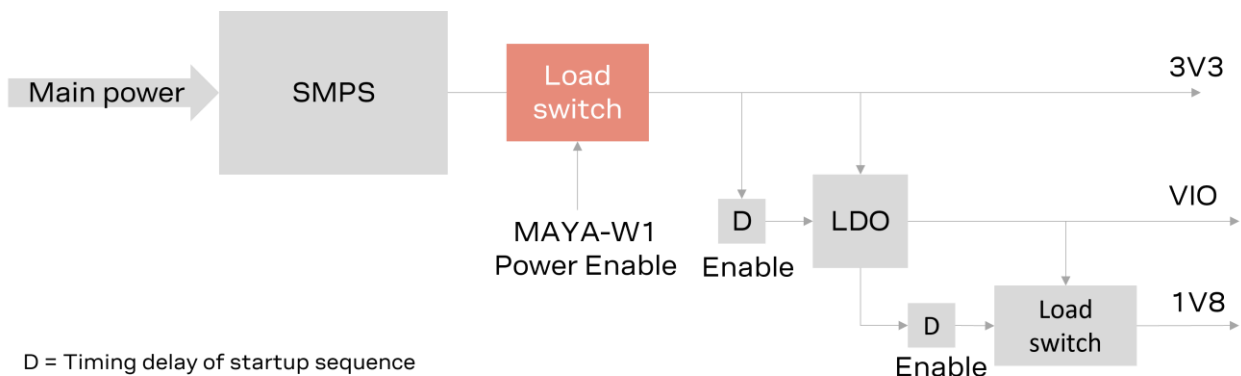 3V3
Main power
SMPS
Load
switch
VIO
D
LDO
MAYA-W1
Power Enable
Enable
1V8
D
Load
switch
Enable
D = Timing delay of startup sequence